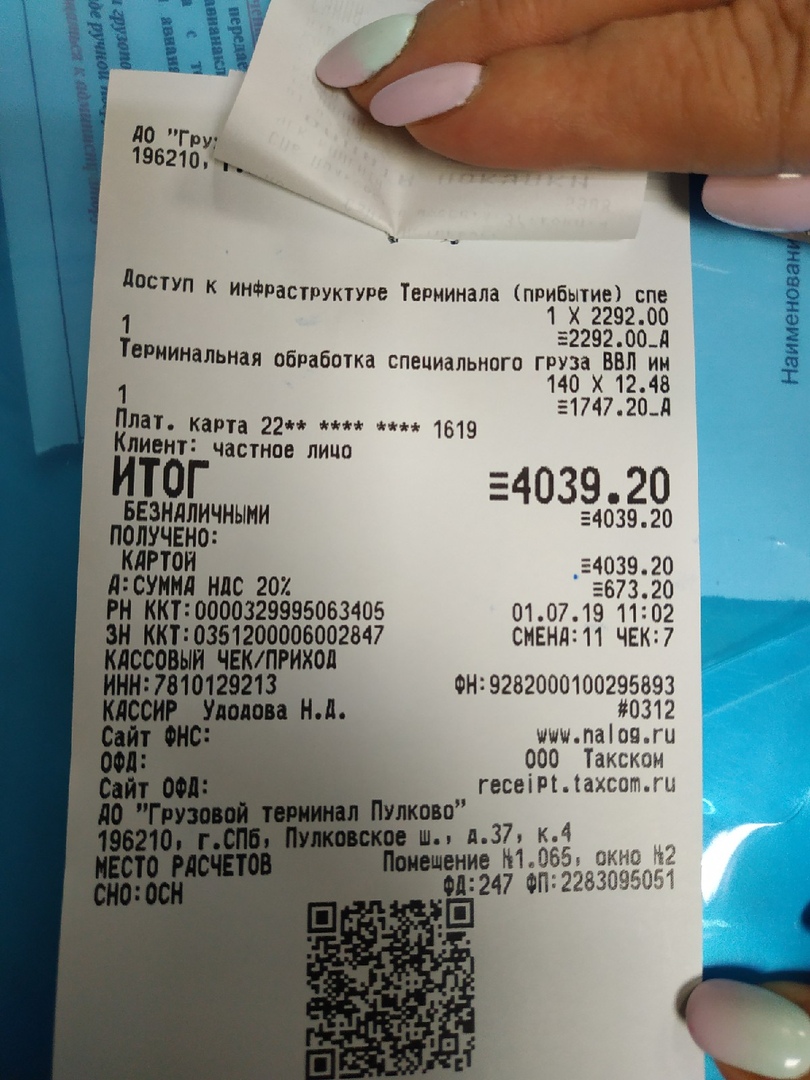 АО "Гру
196210,
Доступ к инфраструктуре Терминала (прибытие) спе
1 X 2292.00
1 ≡2292.00_А
Терминальная обработка специального груза ВВЛ им
140 X 12.48
1 ≡1747.20_А
Плат. карта 22** **** **** 1619
Клиент: частное лицо
ИТОГ ≡4039.20
БЕЗНАЛИЧНЫМИ ≡4039.20
ПОЛУЧЕНО:
КАРТОЙ ≡4039.20
А:СУММА НДС 20% ≡673.20
РН ККТ:0000329995063405 01.07.19 11:02
ЗН ККТ:0351200006002847 СМЕНА:11 ЧЕК:7
КАССОВЫЙ ЧЕК/ПРИХОД
ИНН:7810129213 ФН:9282000100295893
КАССИР Удодова Н.Д. #0312
Сайт ФНС: www.nalog.ru
ОФД: ООО Такском
Сайт ОФД: receipt.taxcom.ru
АО "Грузовой терминал Пулково"
196210, г.СПб, Пулковское ш., д.37, к.4
МЕСТО РАСЧЕТОВ Помещение №1.065, окно №2
СНО:ОСН ФД:247 ФП:2283095051
Наименовани